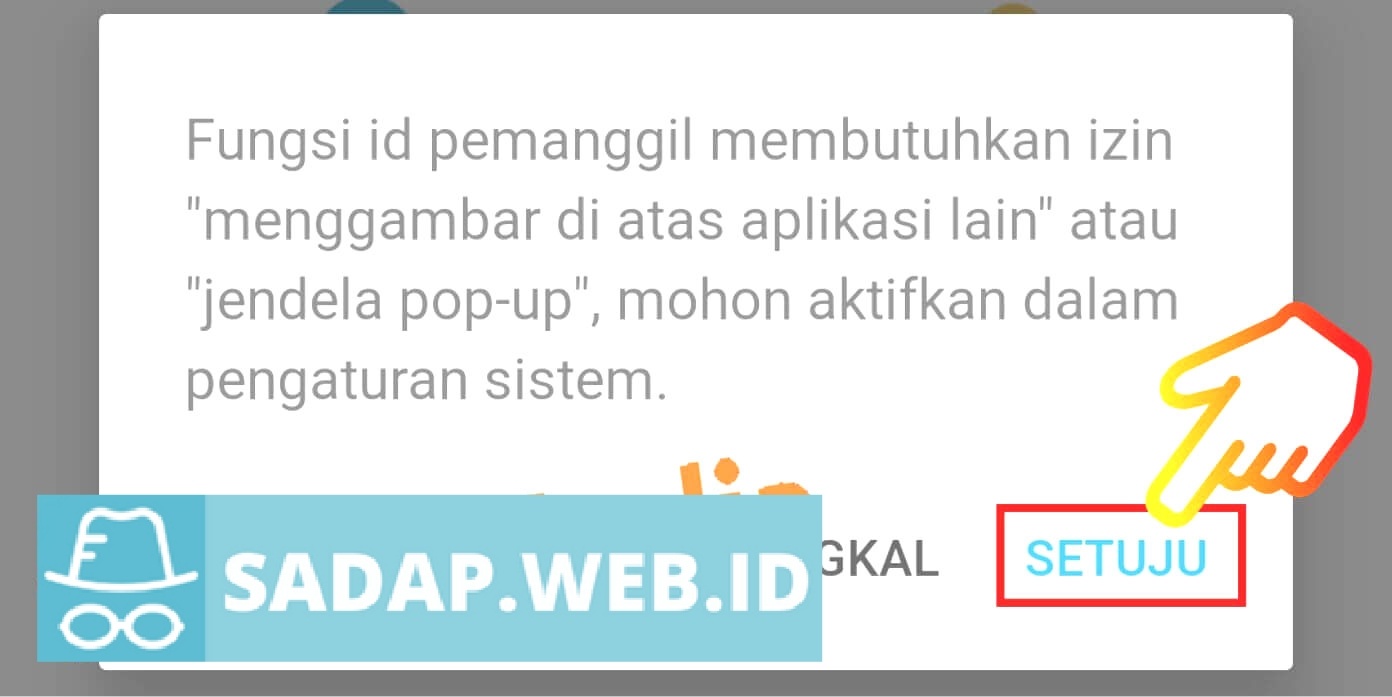 Fungsi id pemanggil membutuhkan izin
"menggambar di atas aplikasi lain" atau
"jendela pop-up", mohon aktifkan dalam
pengaturan sistem.
SADAP.WEB.ID
GKAL
SETUJU